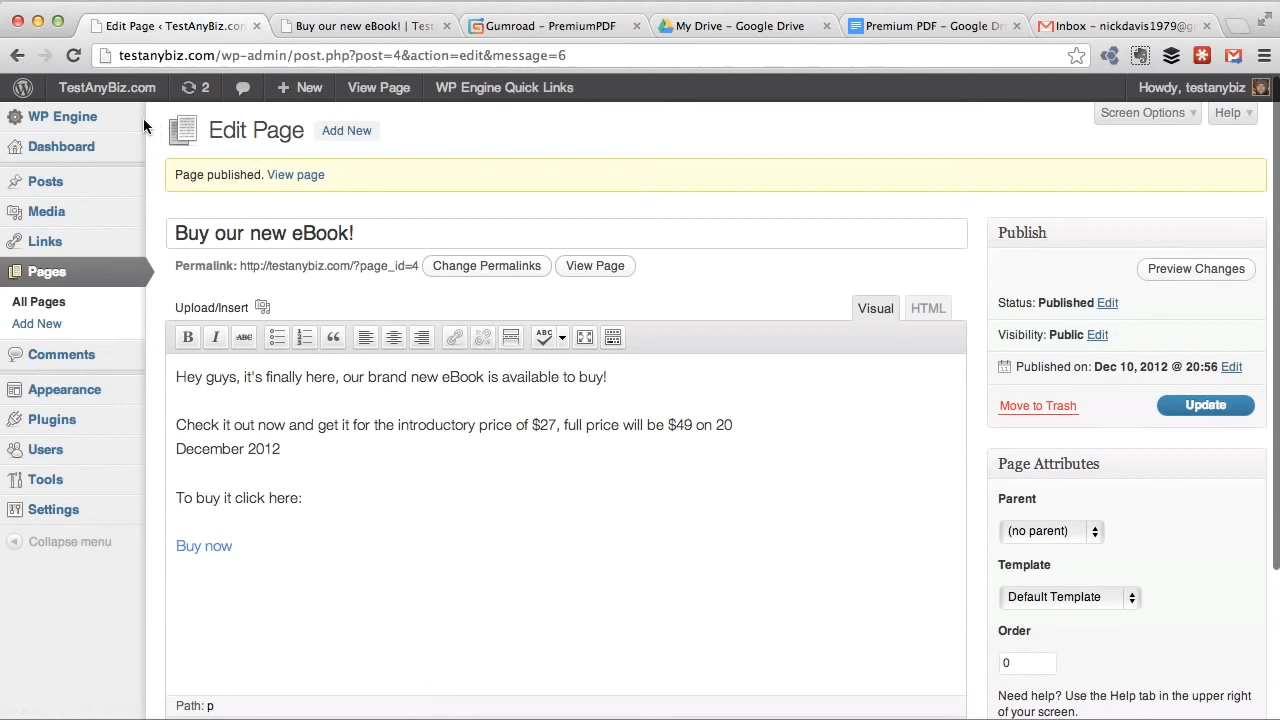 Edit Page ‹ TestAnyBiz.con
Buy our new eBook! | Test
Gumroad - PremiumPDF
My Drive - Google Drive
Premium PDF - Google D
Inbox - nickdavis1979@g
testanybiz.com/wp-admin/post.php?post=4&action=edit&message=6
TestAnyBiz.com
2
+ New
View Page
WP Engine Quick Links
Howdy, testanybiz
WP Engine
Dashboard
Posts
Media
Links
Pages
All Pages
Add New
Comments
Appearance
Plugins
Users
Tools
Settings
Collapse menu
Screen Options
Help
Edit Page
Add New
Page published. View page
Buy our new eBook!
Permalink: http://testanybiz.com/?page_id=4
Change Permalinks
View Page
Upload/Insert
Visual
HTML
B
I
ABC
ABC
Hey guys, it's finally here, our brand new eBook is available to buy!
Check it out now and get it for the introductory price of $27, full price will be $49 on 20
December 2012
To buy it click here:
Buy now
Path: p
Publish
Preview Changes
Status: Published Edit
Visibility: Public Edit
Published on: Dec 10, 2012 @ 20:56 Edit
Move to Trash
Update
Page Attributes
Parent
(no parent)
Template
Default Template
Order
0
Need help? Use the Help tab in the upper right
of your screen.